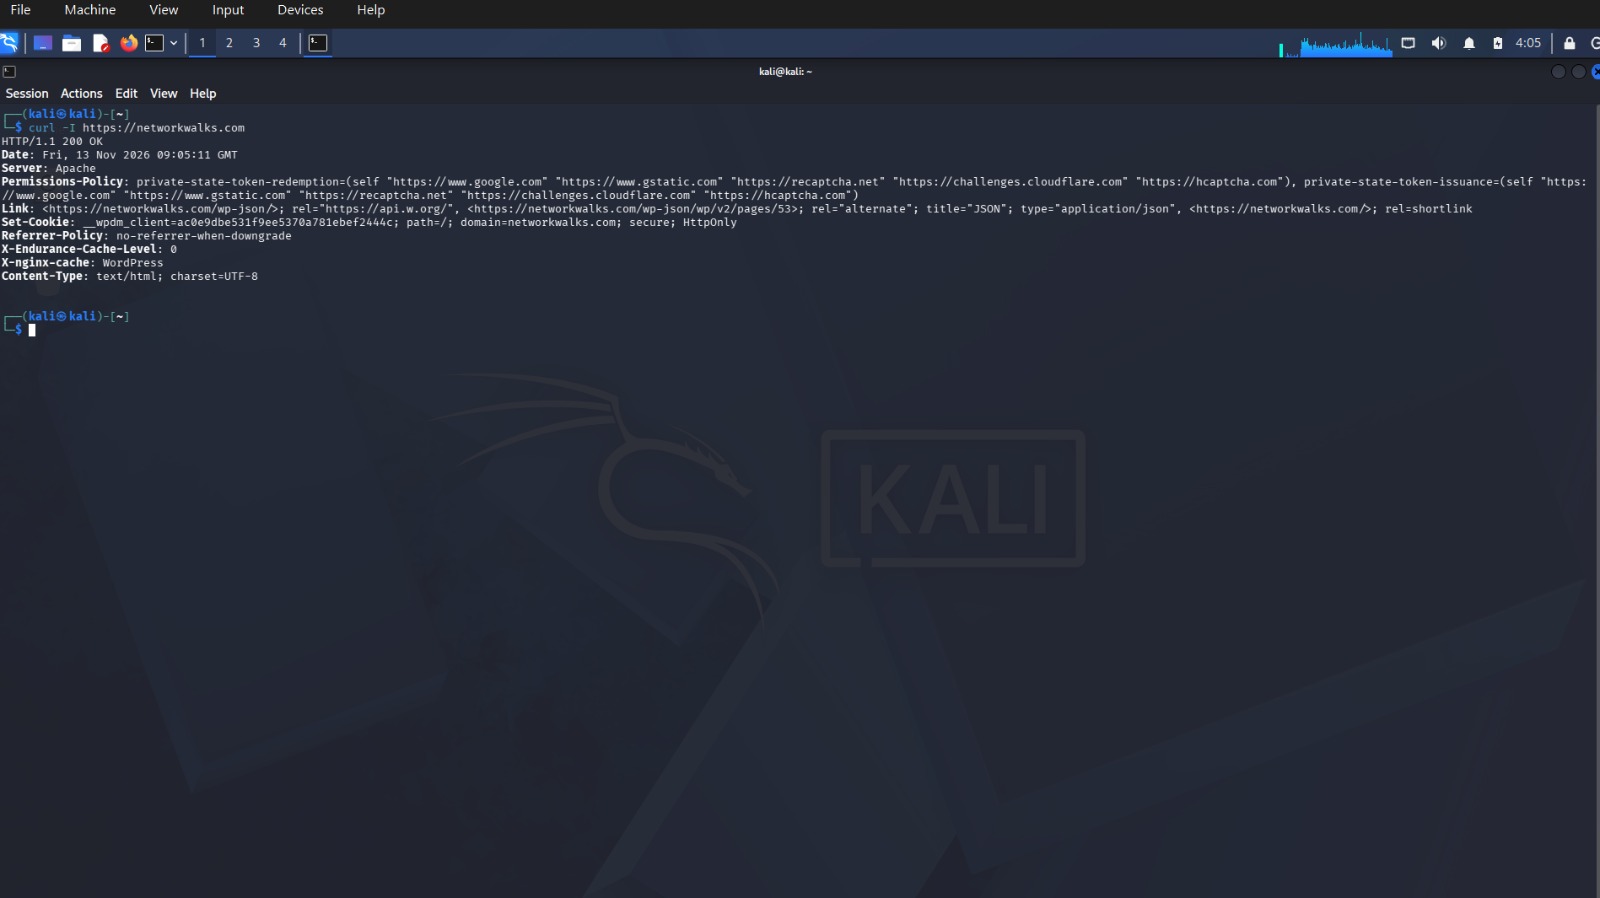 File Machine View Input Devices Help
1 2 3 4 4:05
kali@kali: ~
Session Actions Edit View Help
┌──(kali㉿kali)-[~]
└─$ curl -I https://networkwalks.com
HTTP/1.1 200 OK
Date: Fri, 13 Nov 2026 09:05:11 GMT
Server: Apache
Permissions-Policy: private-state-token-redemption=(self "https://www.google.com" "https://www.gstatic.com" "https://recaptcha.net" "https://challenges.cloudflare.com" "https://hcaptcha.com"), private-state-token-issuance=(self "https:
//www.google.com" "https://www.gstatic.com" "https://recaptcha.net" "https://challenges.cloudflare.com" "https://hcaptcha.com")
Link: <https://networkwalks.com/wp-json/>; rel="https://api.w.org/", <https://networkwalks.com/wp-json/wp/v2/pages/53>; rel="alternate"; title="JSON"; type="application/json", <https://networkwalks.com/>; rel=shortlink
Set-Cookie: __wpdm_client=ac0e9dbe531f9ee5370a781ebef2444c; path=/; domain=networkwalks.com; secure; HttpOnly
Referrer-Policy: no-referrer-when-downgrade
X-Endurance-Cache-Level: 0
X-nginx-cache: WordPress
Content-Type: text/html; charset=UTF-8
┌──(kali㉿kali)-[~]
└─$
KALI